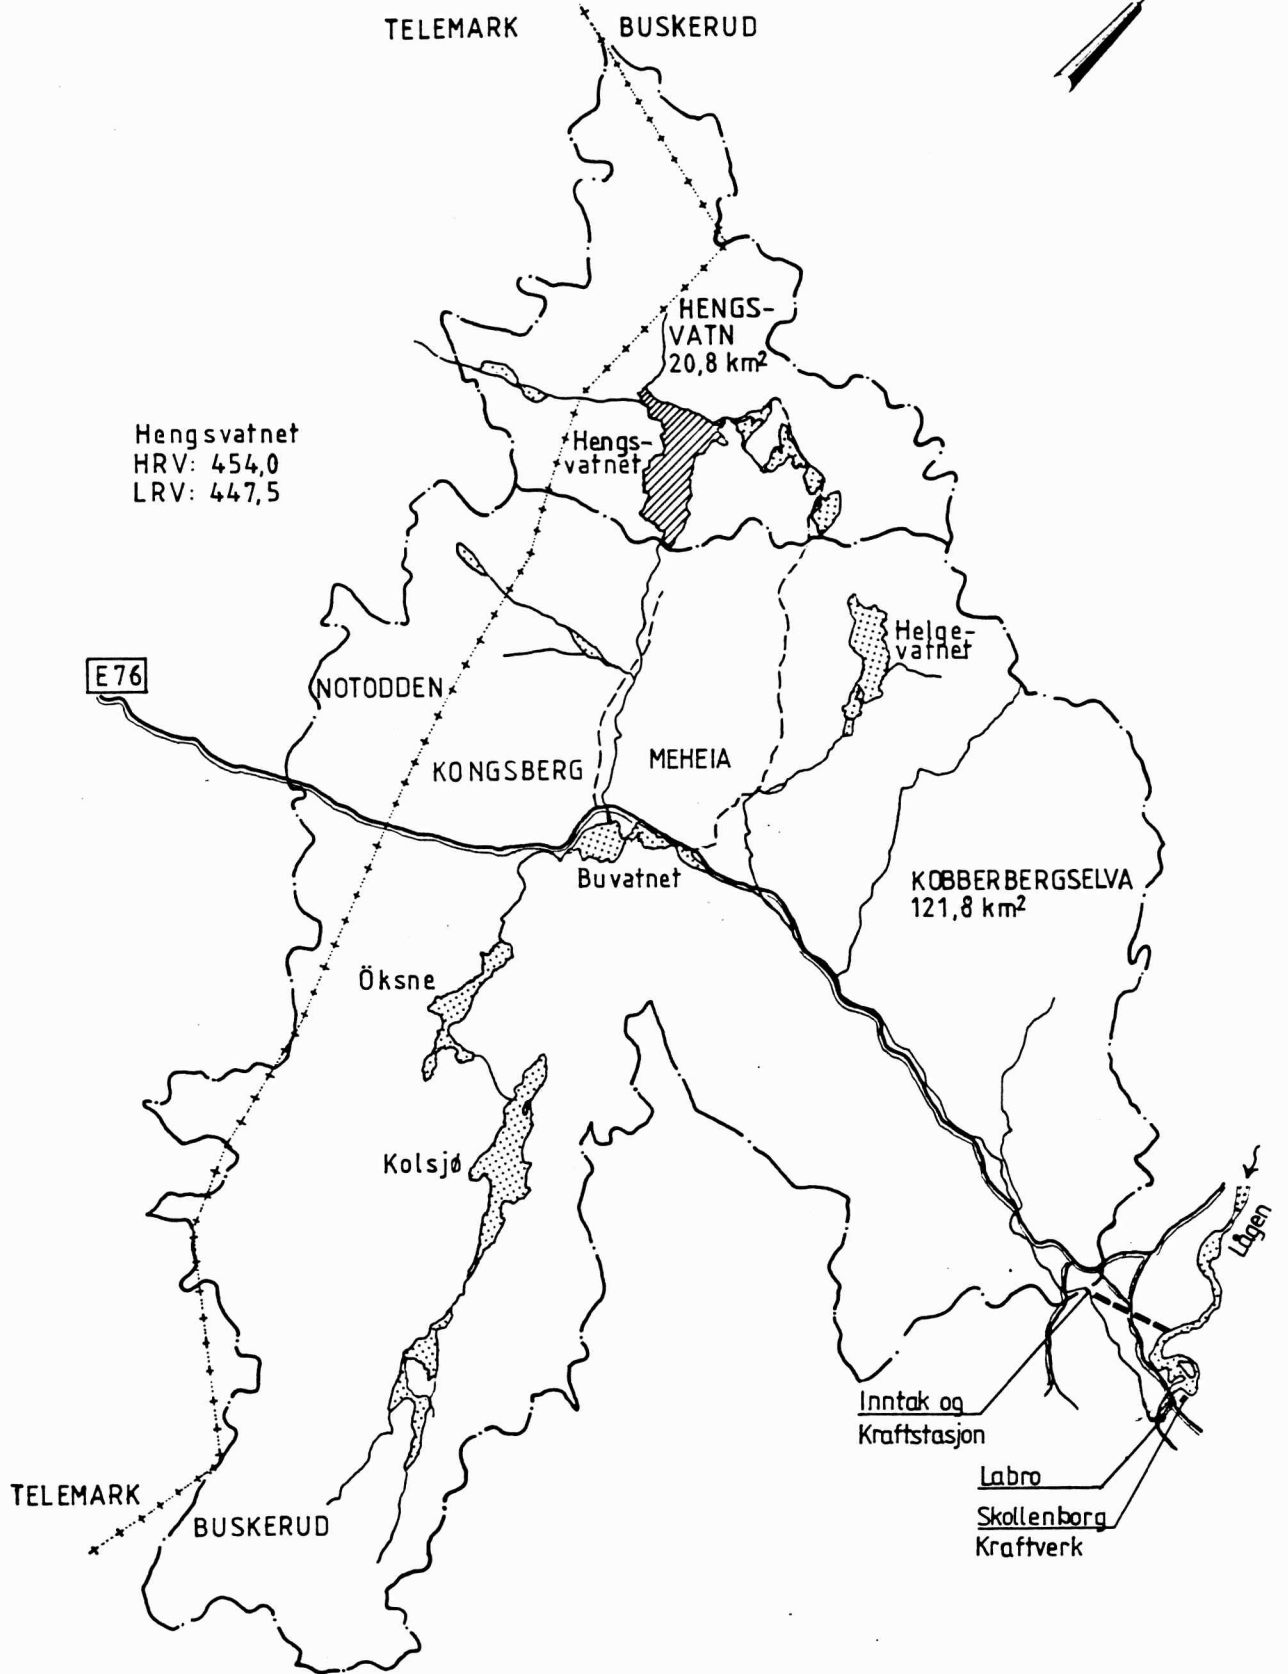 TELEMARK
BUSKERUD
HENGS-
VATN
20,8 km²
Hengsvatnet
HRV: 454,0
LRV: 447,5
Hengs-
vatnet
Helge-
vatnet
E 76
NOTODDEN
KONGSBERG
MEHEIA
Buvatnet
KOBBERBERGSELVA
121,8 km²
Öksne
Kolsjø
Lågen
Inntak og
Kraftstasjon
Labro
Skollenborg
Kraftverk
TELEMARK
BUSKERUD